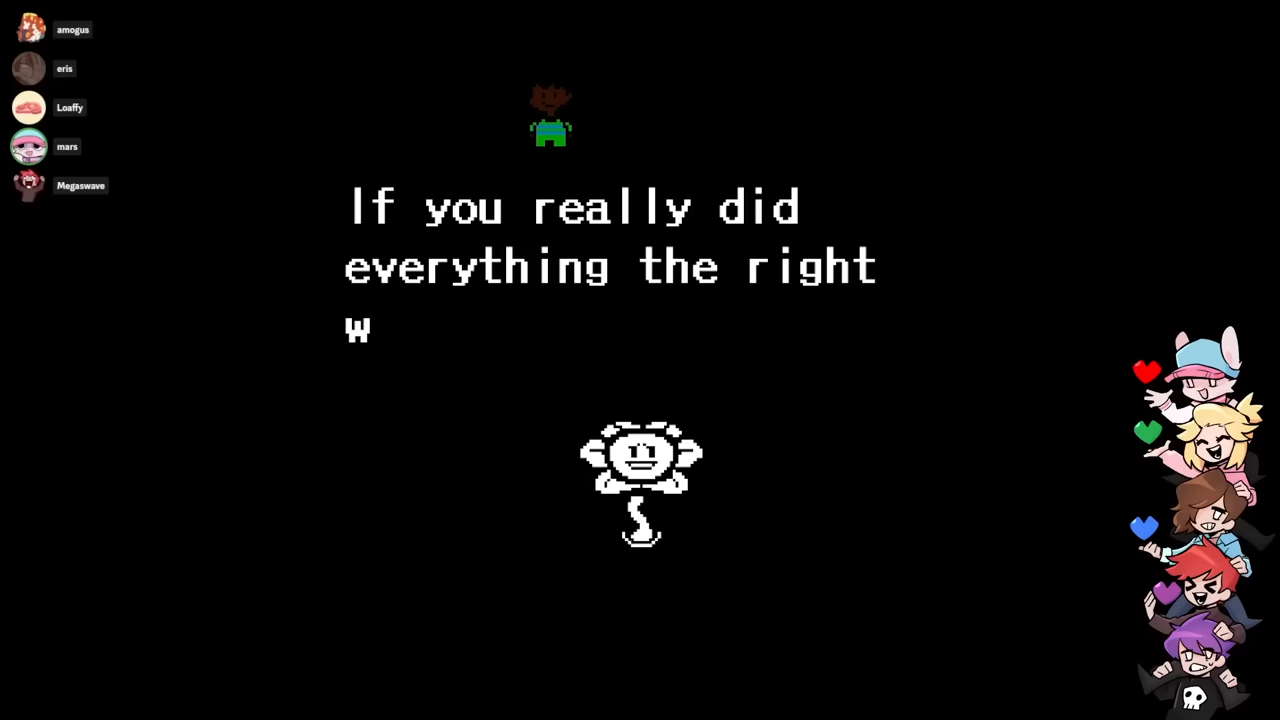 amogus
eris
Loaffy
mars
Megaswave
If you really did
everything the right
w